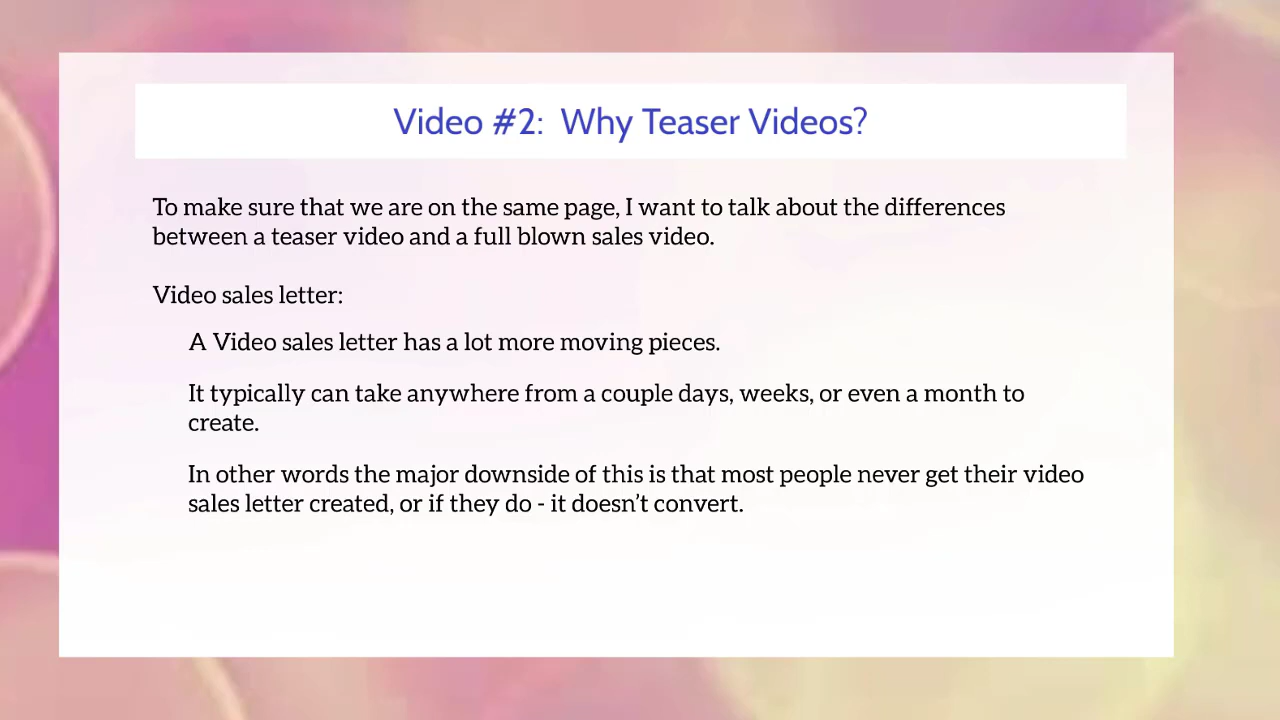 Video #2:  Why Teaser Videos?
To make sure that we are on the same page, I want to talk about the differences
between a teaser video and a full blown sales video.
Video sales letter:
A Video sales letter has a lot more moving pieces.
It typically can take anywhere from a couple days, weeks, or even a month to
create.
In other words the major downside of this is that most people never get their video
sales letter created, or if they do - it doesn’t convert.